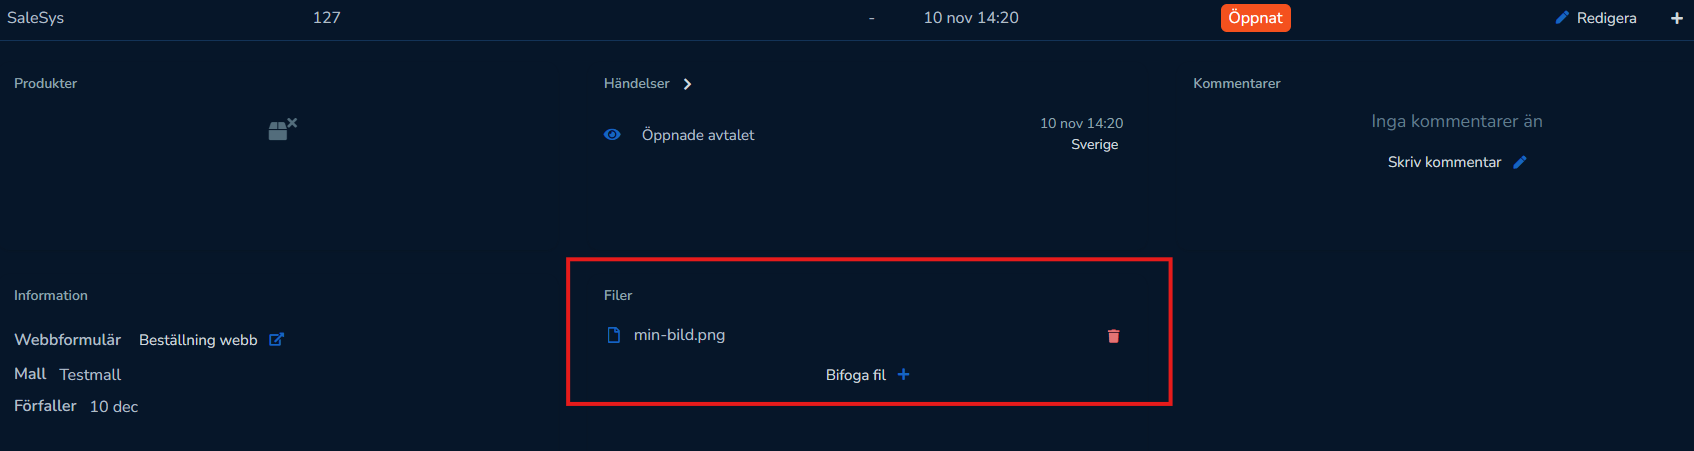 SaleSys 127 - 10 nov 14:20 Öppnat Redigera
Produkter
Händelser
Öppnade avtalet 10 nov 14:20
Sverige
Kommentarer
Inga kommentarer än
Skriv kommentar
Information
Webbformulär Beställning webb
Mall Testmall
Förfaller 10 dec
Filer
min-bild.png
Bifoga fil